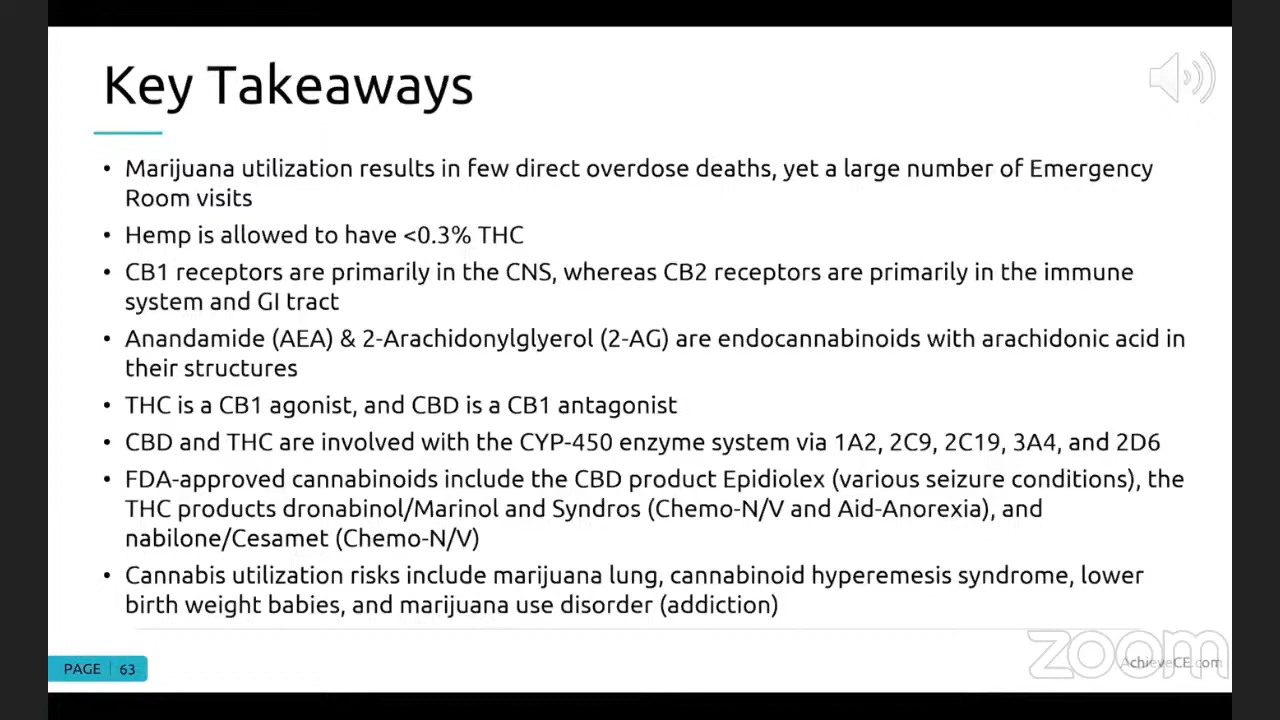 Key Takeaways
• Marijuana utilization results in few direct overdose deaths, yet a large number of Emergency
Room visits
• Hemp is allowed to have <0.3% THC
• CB1 receptors are primarily in the CNS, whereas CB2 receptors are primarily in the immune
system and GI tract
• Anandamide (AEA) & 2-Arachidonylglyerol (2-AG) are endocannabinoids with arachidonic acid in
their structures
• THC is a CB1 agonist, and CBD is a CB1 antagonist
• CBD and THC are involved with the CYP-450 enzyme system via 1A2, 2C9, 2C19, 3A4, and 2D6
• FDA-approved cannabinoids include the CBD product Epidiolex (various seizure conditions), the
THC products dronabinol/Marinol and Syndros (Chemo-N/V and Aid-Anorexia), and
nabilone/Cesamet (Chemo-N/V)
• Cannabis utilization risks include marijuana lung, cannabinoid hyperemesis syndrome, lower
birth weight babies, and marijuana use disorder (addiction)
PAGE | 63
zoom
AchieveCE.com